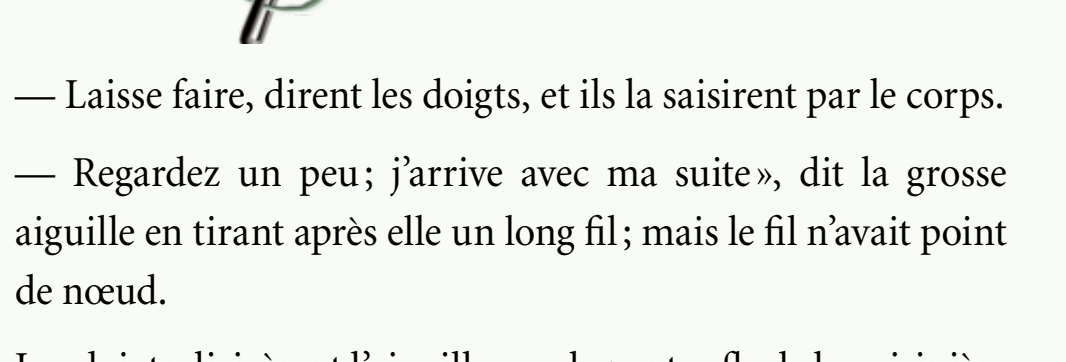 — Laisse faire, dirent les doigts, et ils la saisirent par le corps.
— Regardez un peu ; j’arrive avec ma suite », dit la grosse
aiguille en tirant après elle un long fil ; mais le fil n’avait point
de nœud.